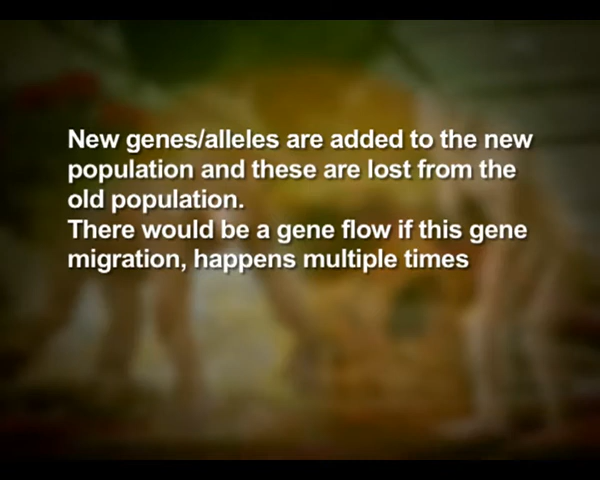 New genes/alleles are added to the new
population and these are lost from the
old population.
There would be a gene flow if this gene
migration, happens multiple times